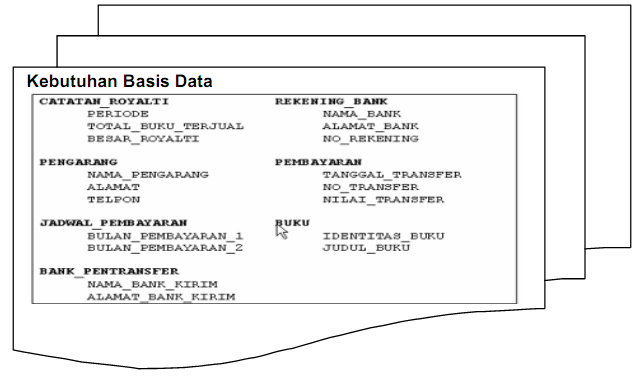 Kebutuhan Basis Data
CATATAN_ROYALTI
PERIODE
TOTAL_BUKU_TERJUAL
BESAR_ROYALTI
PENGARANG
NAMA_PENGARANG
ALAMAT
TELPON
JADWAL_PEMBAYARAN
BULAN_PEMBAYARAN_1
BULAN_PEMBAYARAN_2
BANK_PENTRANSFER
NAMA_BANK_KIRIM
ALAMAT_BANK_KIRIM
REKENING_BANK
NAMA_BANK
ALAMAT_BANK
NO_REKENING
PEMBAYARAN
TANGGAL_TRANSFER
NO_TRANSFER
NILAI_TRANSFER
BUKU
IDENTITAS_BUKU
JUDUL_BUKU